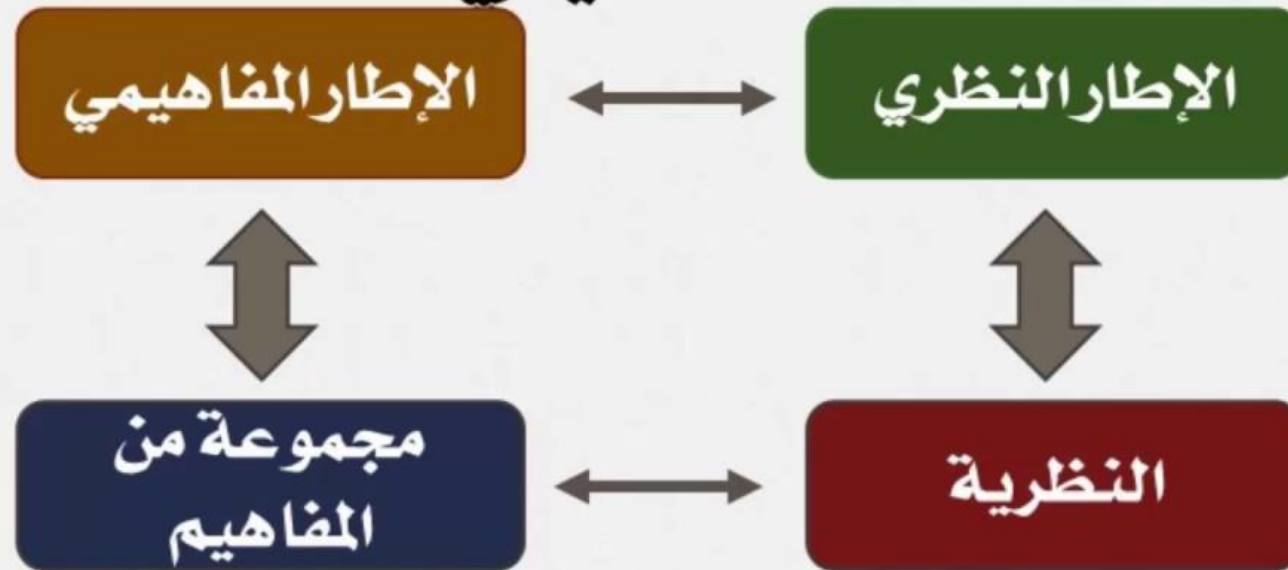 الإطار النظري
الإطار المفاهيمي
النظرية
مجموعة من
المفاهيم